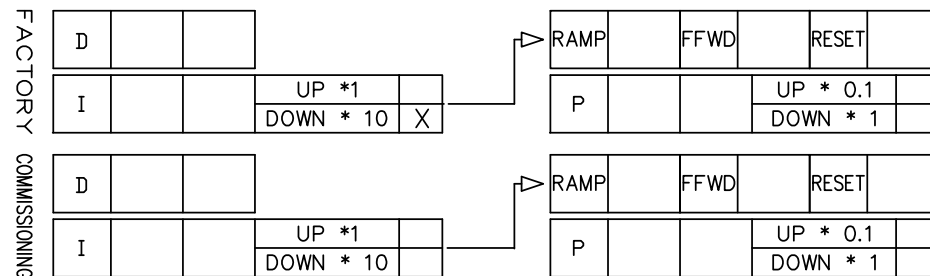 FACTORY
D
RAMP FFWD RESET
I UP *1
DOWN * 10 X
P UP * 0.1
DOWN * 1
COMMISSIONING
D
RAMP FFWD RESET
I UP *1
DOWN * 10
P UP * 0.1
DOWN * 1